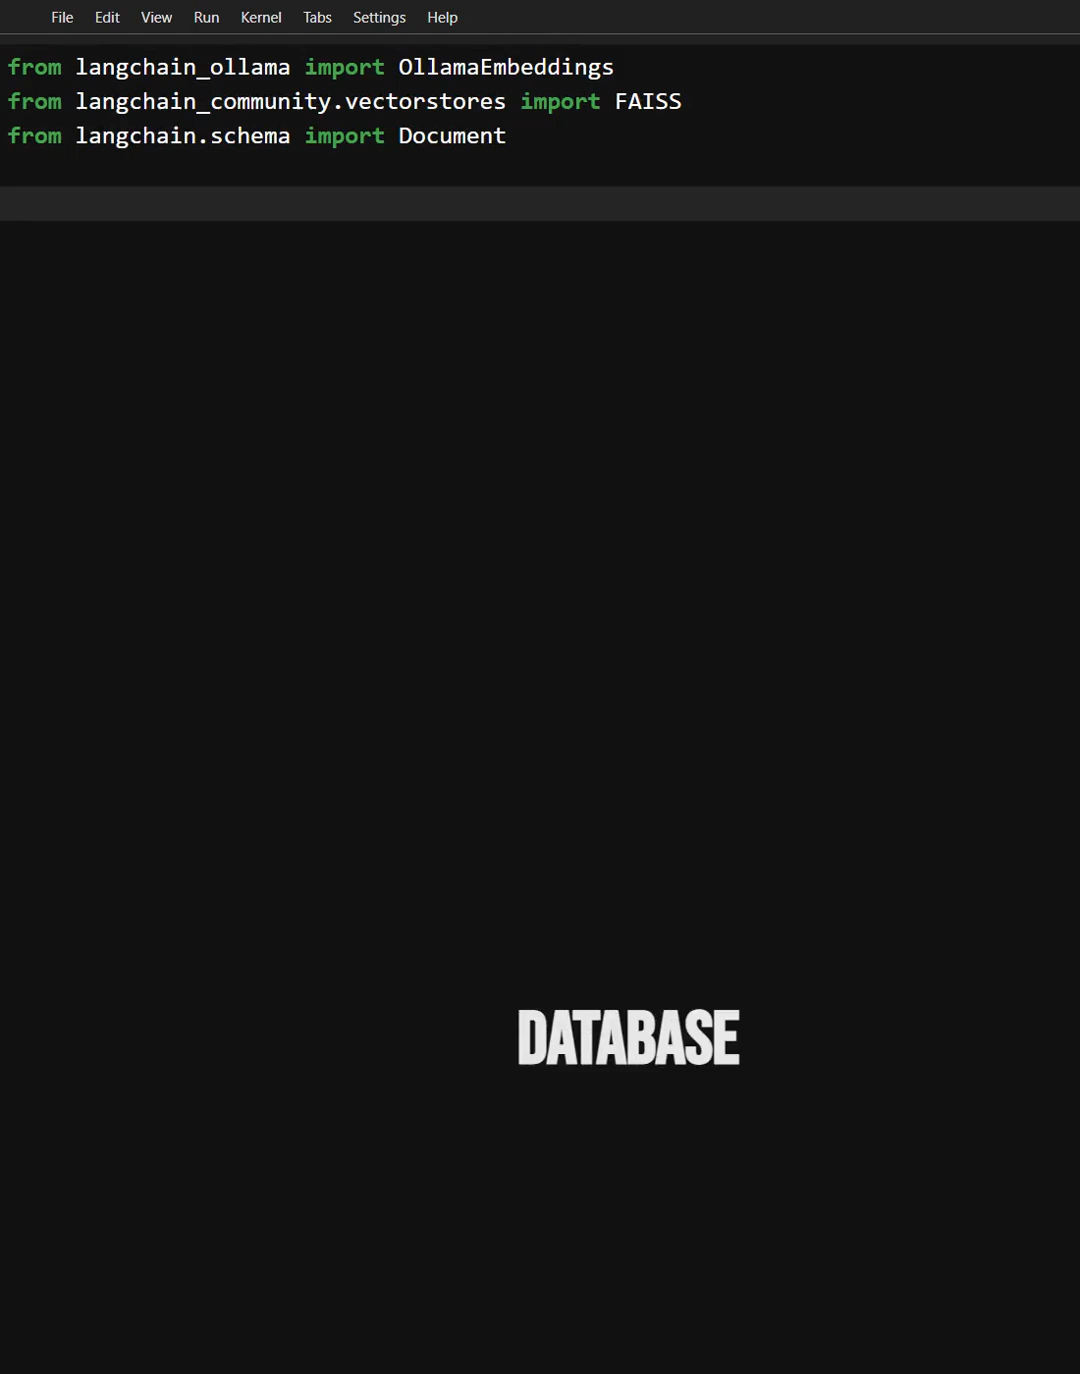 File Edit View Run Kernel Tabs Settings Help
from langchain_ollama import OllamaEmbeddings
from langchain_community.vectorstores import FAISS
from langchain.schema import Document
DATABASE